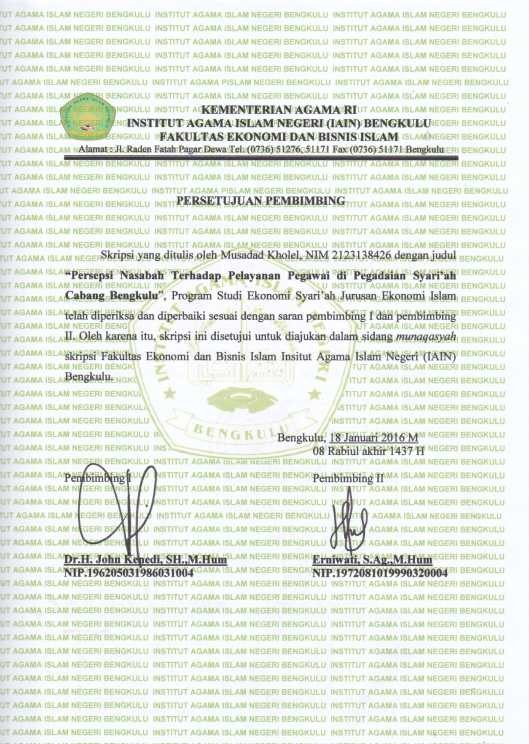 KEMENTERIAN AGAMA RI
INSTITUT AGAMA ISLAM NEGERI (IAIN) BENGKULU
FAKULTAS EKONOMI DAN BISNIS ISLAM
Alamat : Jl. Raden Fatah Pagar Dewa Tel. (0736) 51276, 51171 Fax (0736) 51171 Bengkulu
PERSETUJUAN PEMBIMBING
Skripsi yang ditulis oleh Musadad Kholel, NIM 2123138426 dengan judul
"Persepsi Nasabah Terhadap Pelayanan Pegawai di Pegadaian Syari'ah
Cabang Bengkulu", Program Studi Ekonomi Syari'ah Jurusan Ekonomi Islam
telah diperiksa dan diperbaiki sesuai dengan saran pembimbing I dan pembimbing
II. Oleh karena itu, skripsi ini disetujui untuk diajukan dalam sidang munaqasyah
skripsi Fakultas Ekonomi dan Bisnis Islam Insitut Agama Islam Negeri (IAIN)
Bengkulu.
BENGKULU
Bengkulu, 18 Januari 2016 M
08 Rabiul akhir 1437 H
Pembimbing I Pembimbing II
Dr.H. John Kenedi, SH.,M.Hum Erniwati, S.Ag.,M.Hum
NIP.196205031986031004 NIP.1972081019990320004